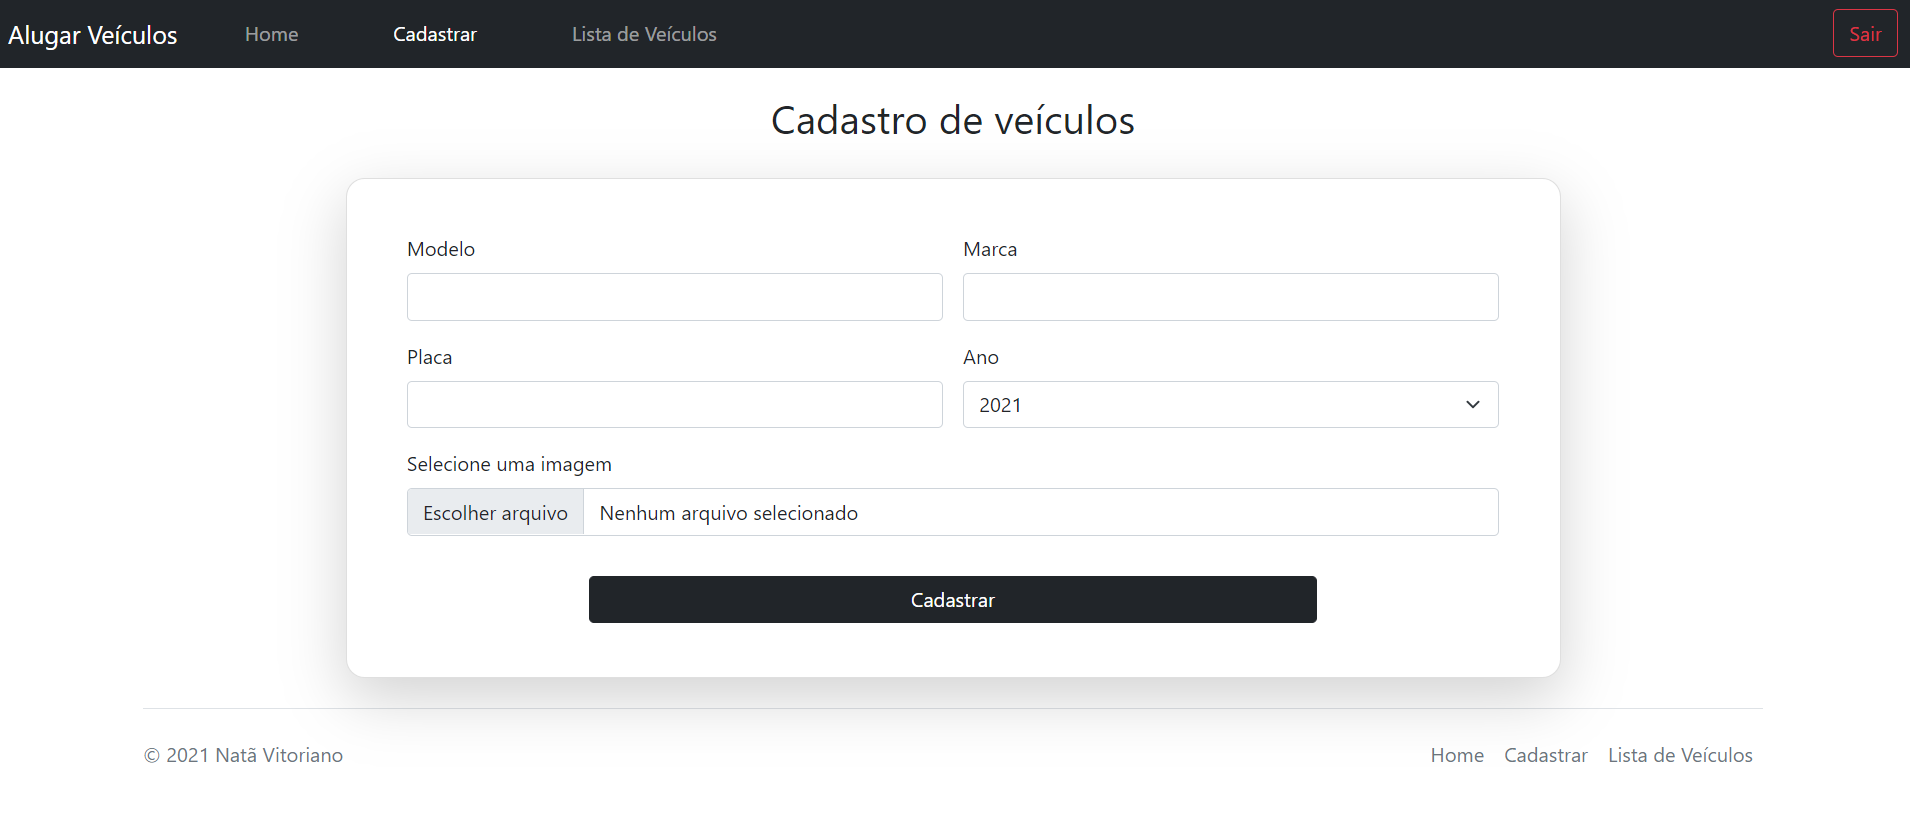 Alugar Veículos Home Cadastrar Lista de Veículos Sair
Cadastro de veículos
Modelo Marca
Placa Ano
2021
Selecione uma imagem
Escolher arquivo Nenhum arquivo selecionado
Cadastrar
© 2021 Natã Vitoriano Home Cadastrar Lista de Veículos